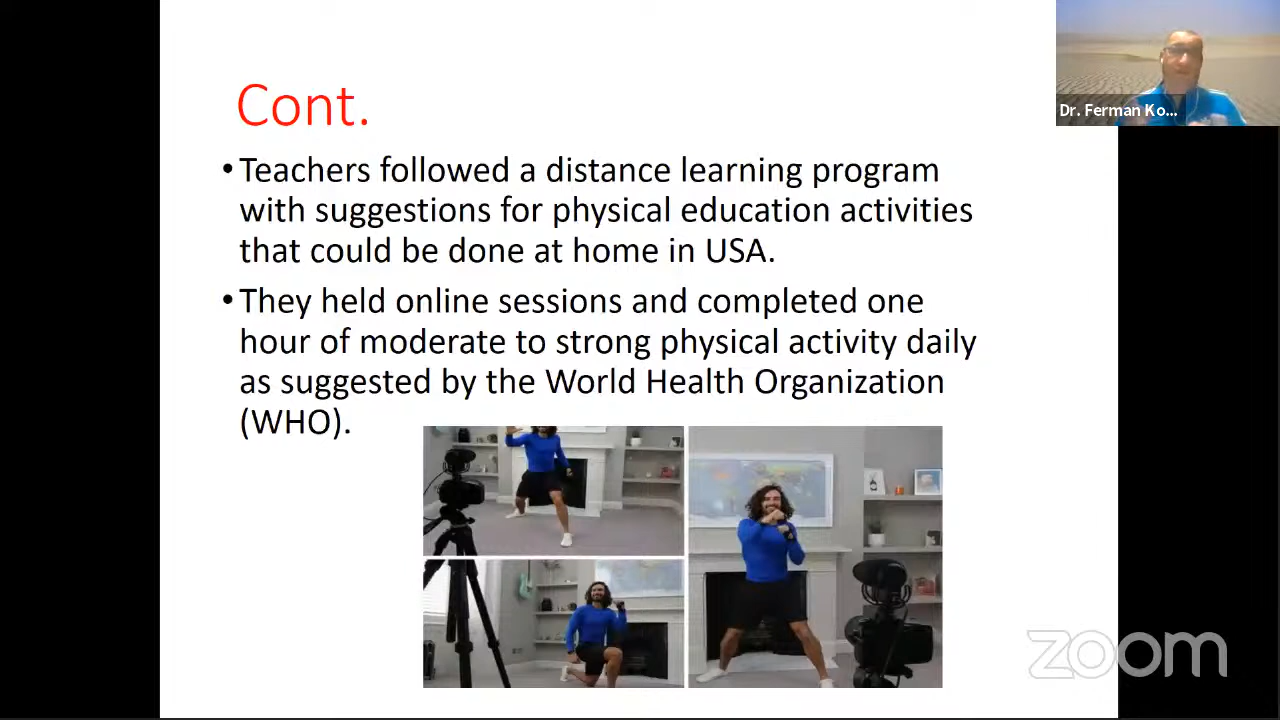 Cont.
• Teachers followed a distance learning program
with suggestions for physical education activities
that could be done at home in USA.
• They held online sessions and completed one
hour of moderate to strong physical activity daily
as suggested by the World Health Organization
(WHO).
Dr. Ferman Ko...
zoom